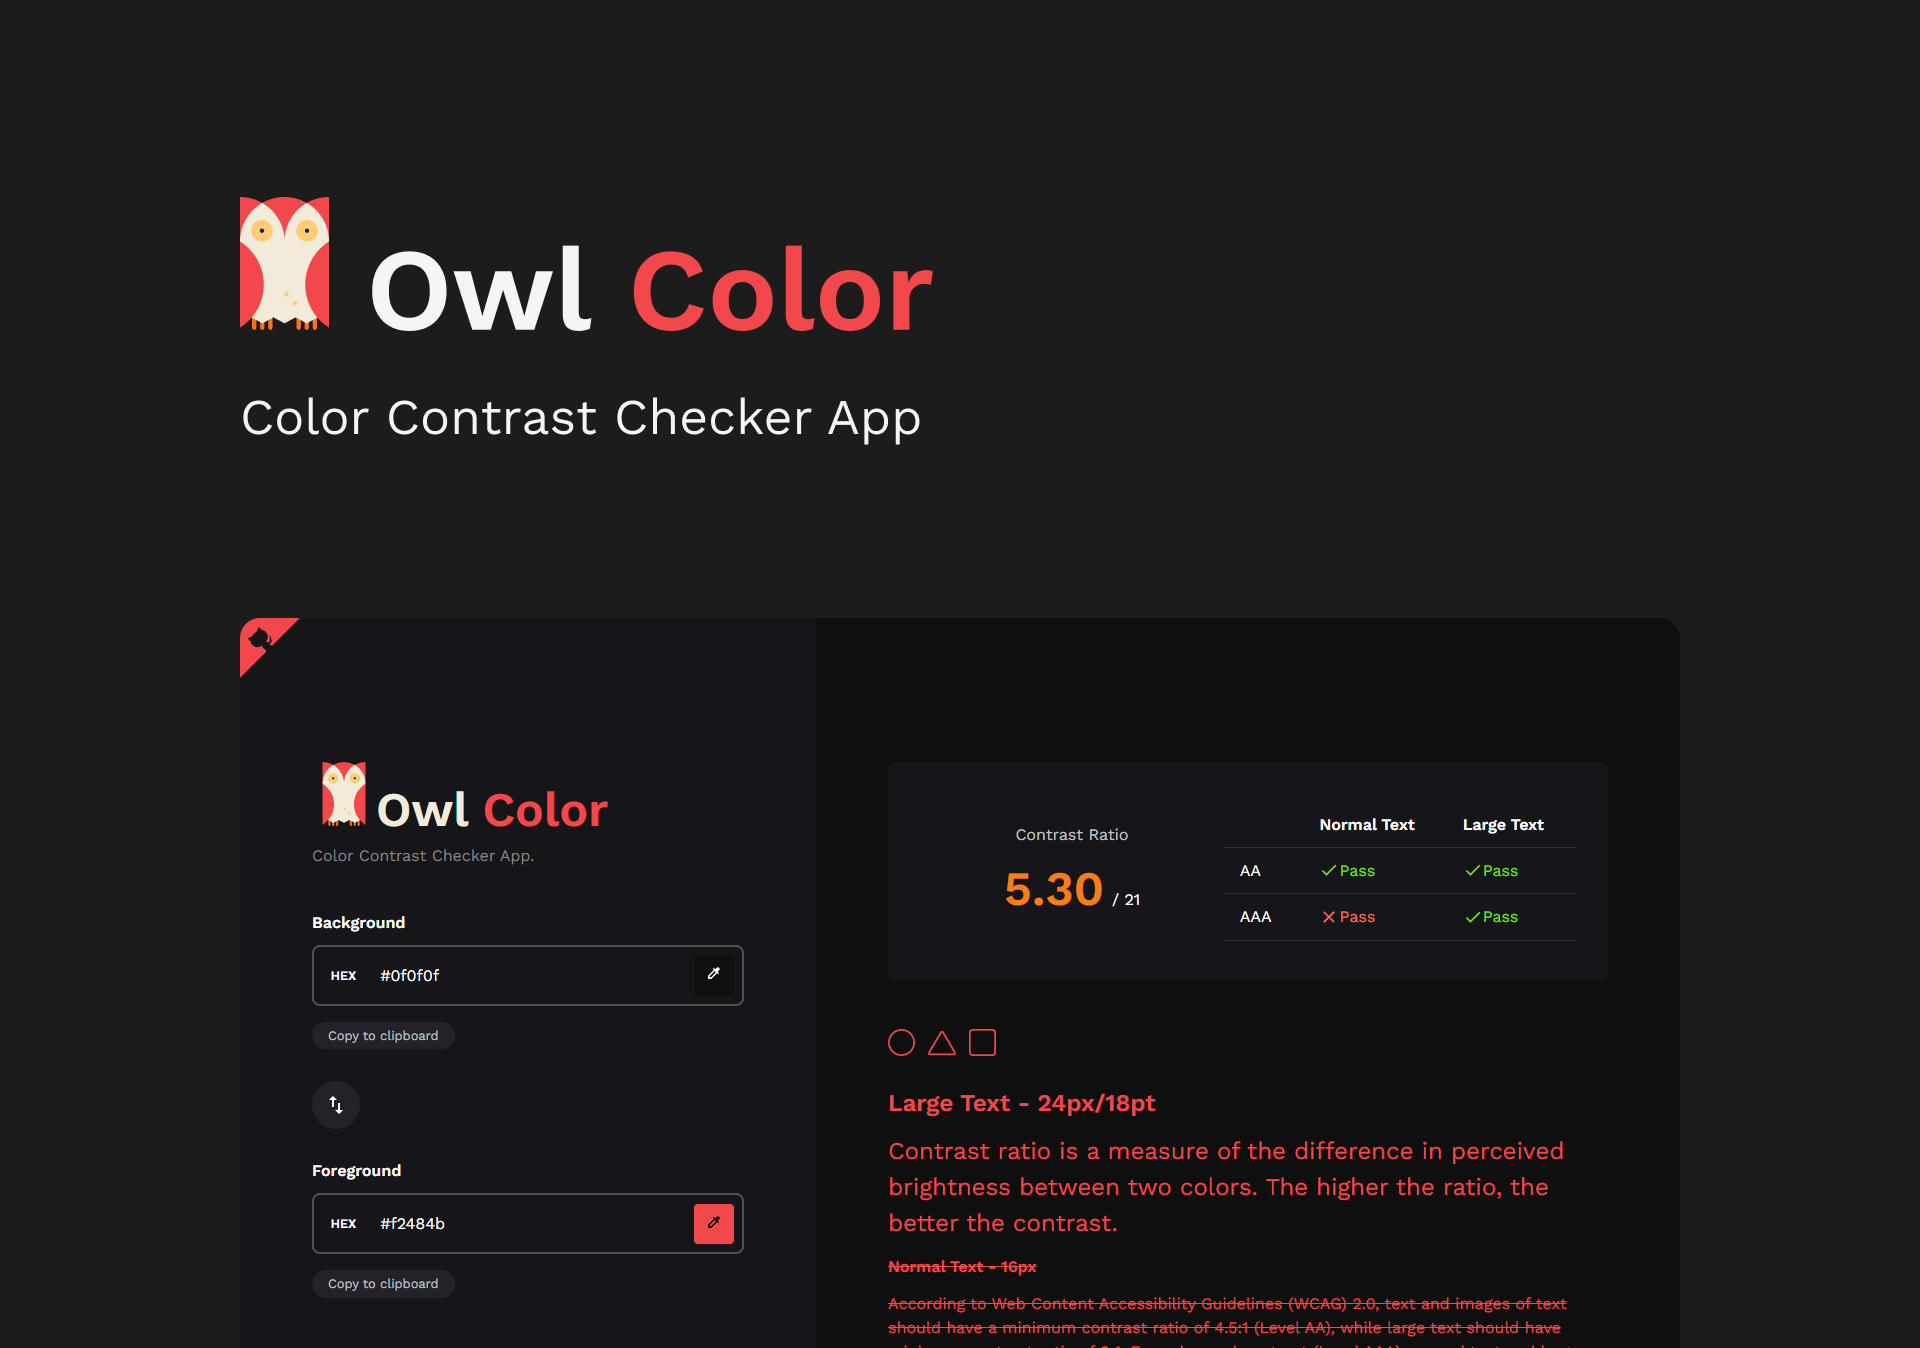 Owl Color
Color Contrast Checker App
Owl Color
Color Contrast Checker App.
Background
HEX #0f0f0f
Copy to clipboard
Foreground
HEX #f2484b
Copy to clipboard
Contrast Ratio
5.30 / 21
Normal Text Large Text
AA Pass Pass
AAA Pass Pass
Large Text - 24px/18pt
Contrast ratio is a measure of the difference in perceived
brightness between two colors. The higher the ratio, the
better the contrast.
Normal Text - 16px
According to Web Content Accessibility Guidelines (WCAG) 2.0, text and images of text
should have a minimum contrast ratio of 4.5:1 (Level AA), while large text should have